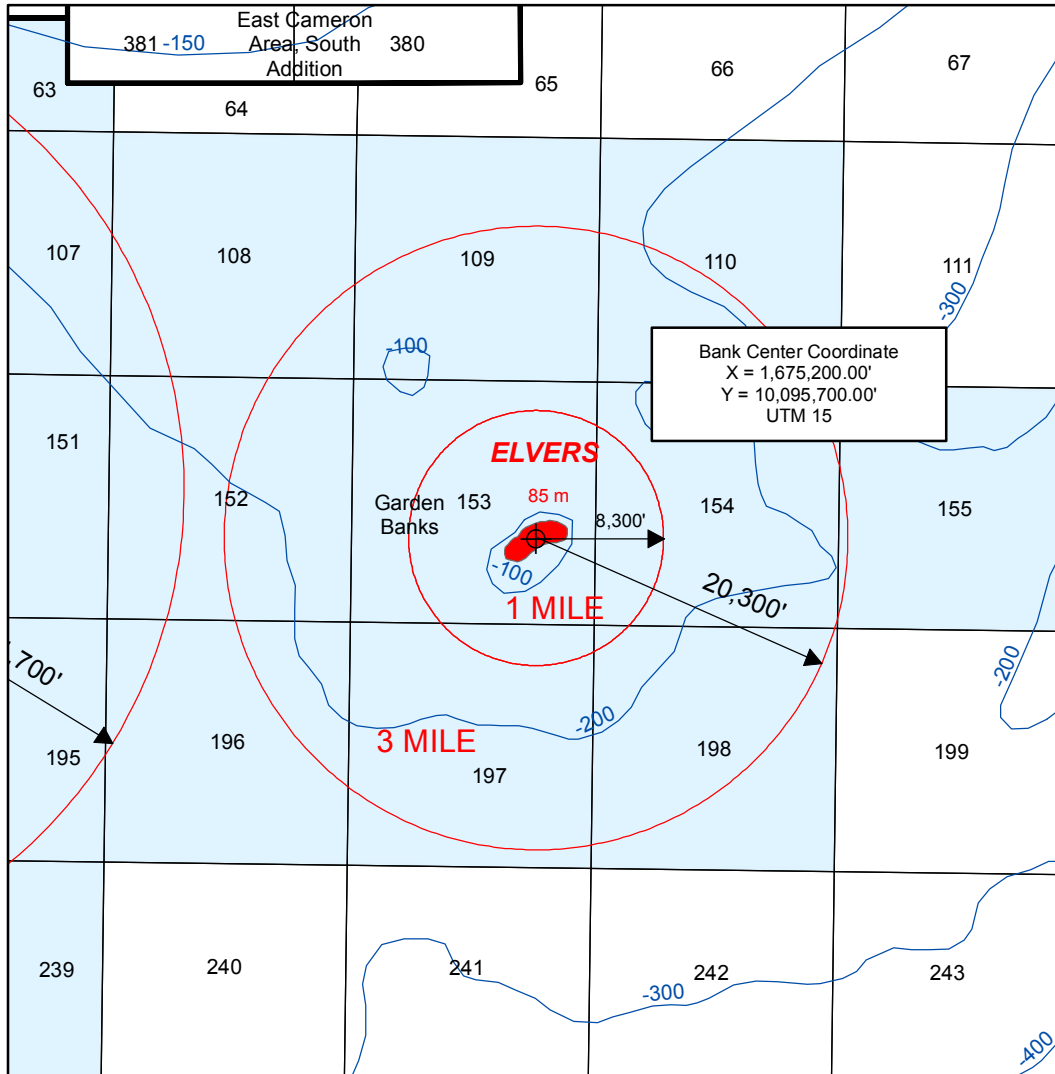 East Cameron
Area, South
Addition
381
-150
380
63
64
65
66
67
107
108
109
110
111
-300
-100
Bank Center Coordinate
X = 1,675,200.00'
Y = 10,095,700.00'
UTM 15
151
152
Garden
Banks
153
ELVERS
85 m
8,300'
154
155
-100
1 MILE
20,300'
,700'
-200
-200
195
196
3 MILE
197
198
199
239
240
241
242
243
-300
-400